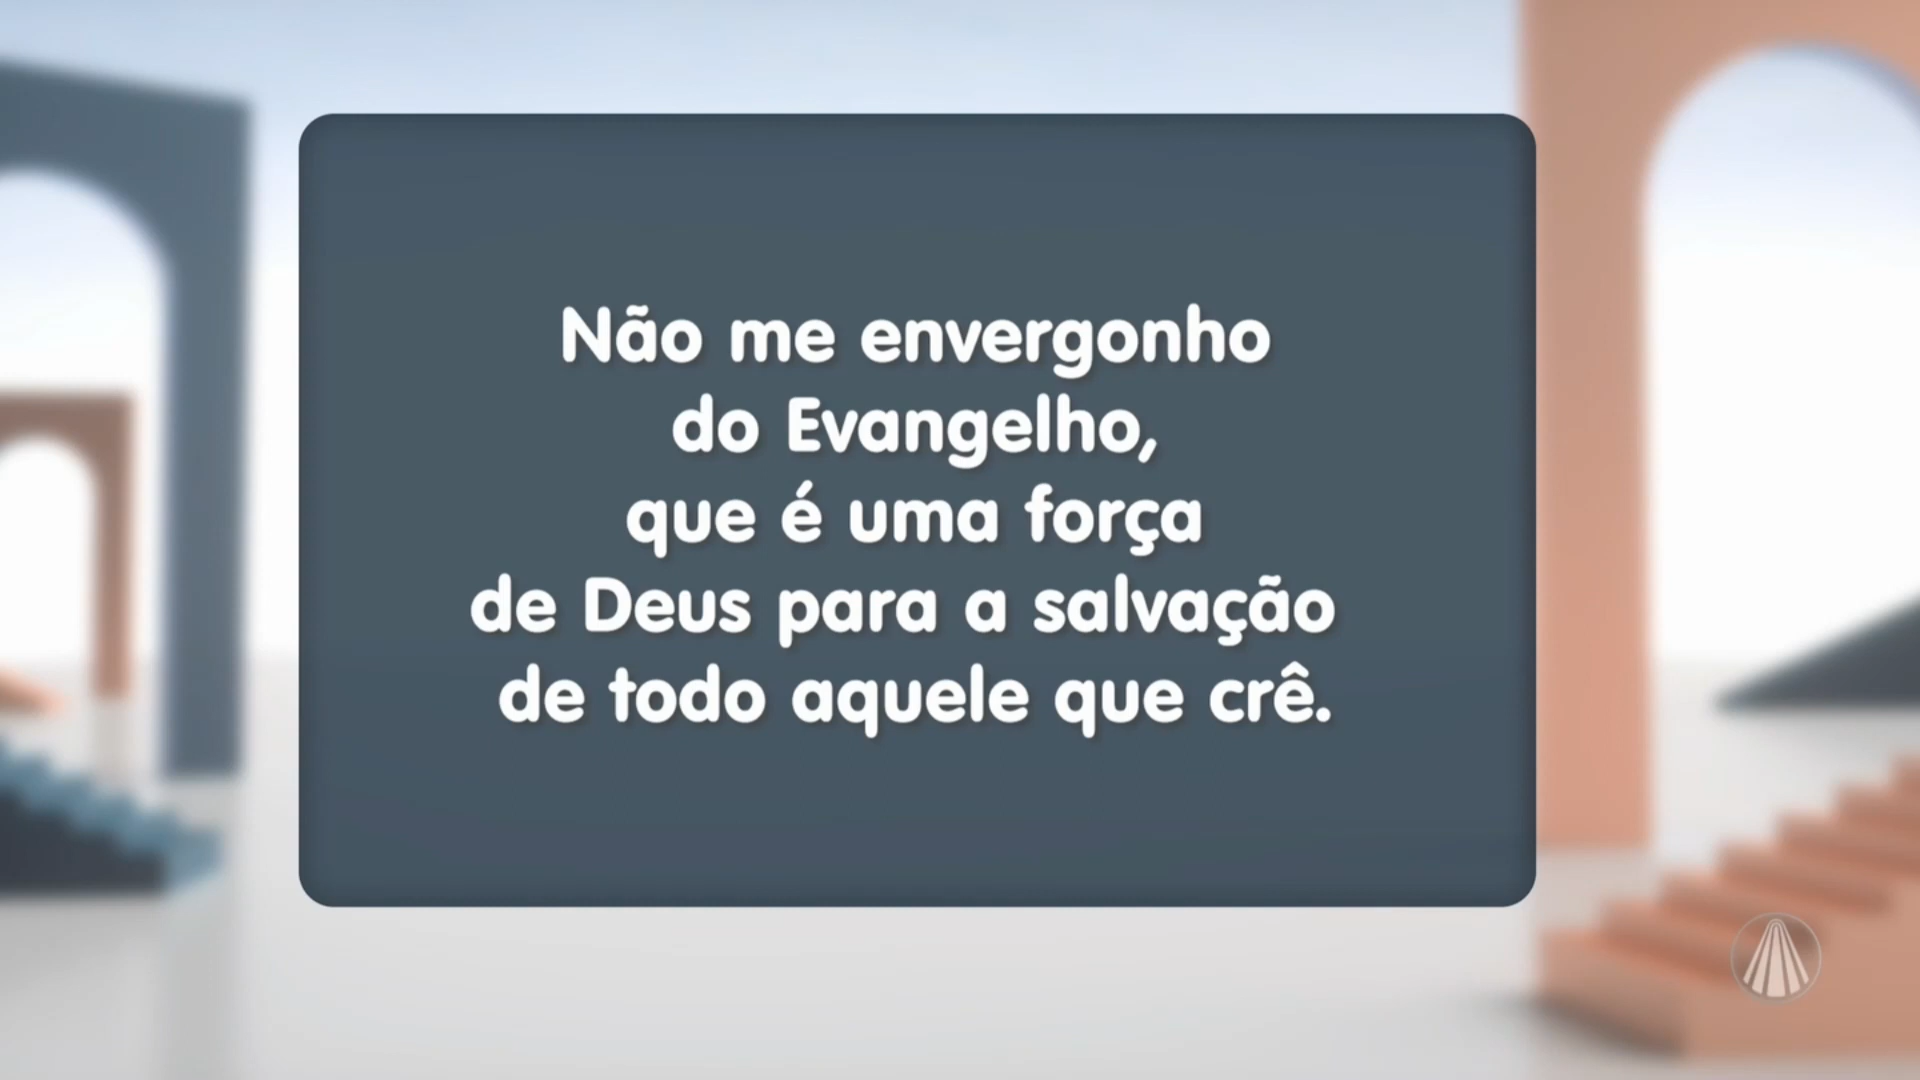 Não me envergonho
do Evangelho,
que é uma força
de Deus para a salvação
de todo aquele que crê.